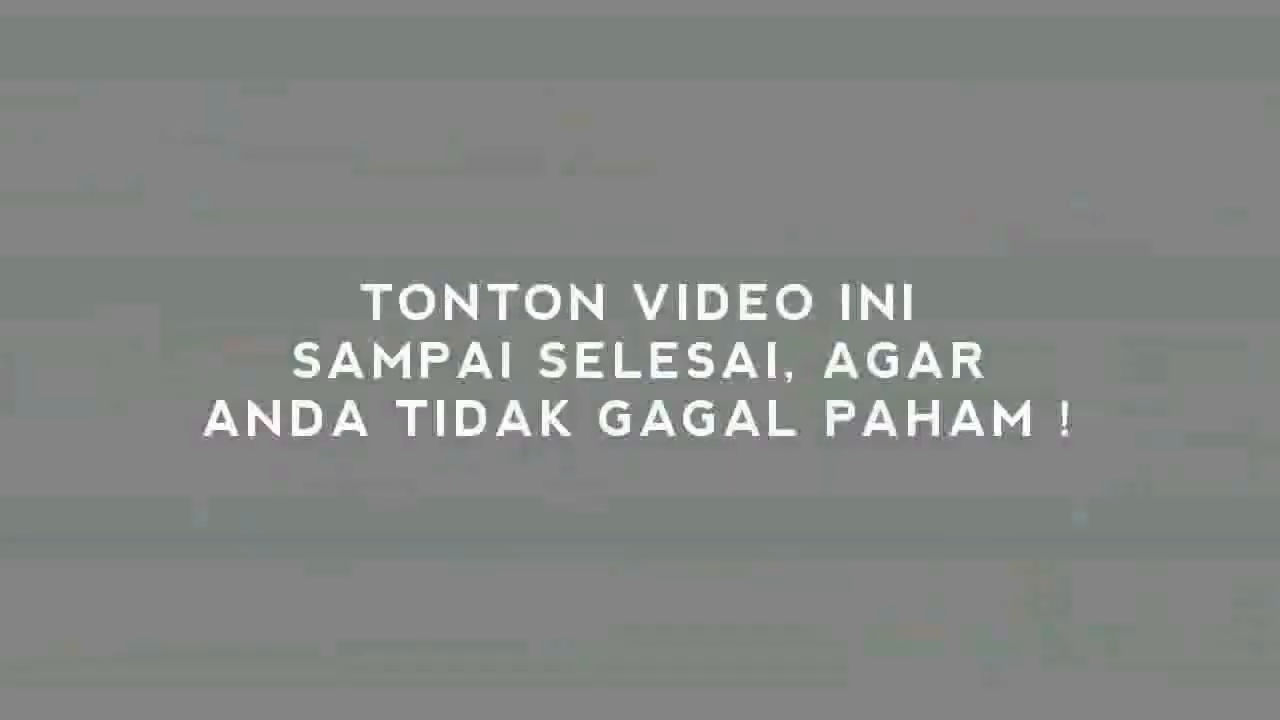 TONTON VIDEO INI
SAMPAI SELESAI, AGAR
ANDA TIDAK GAGAL PAHAM !